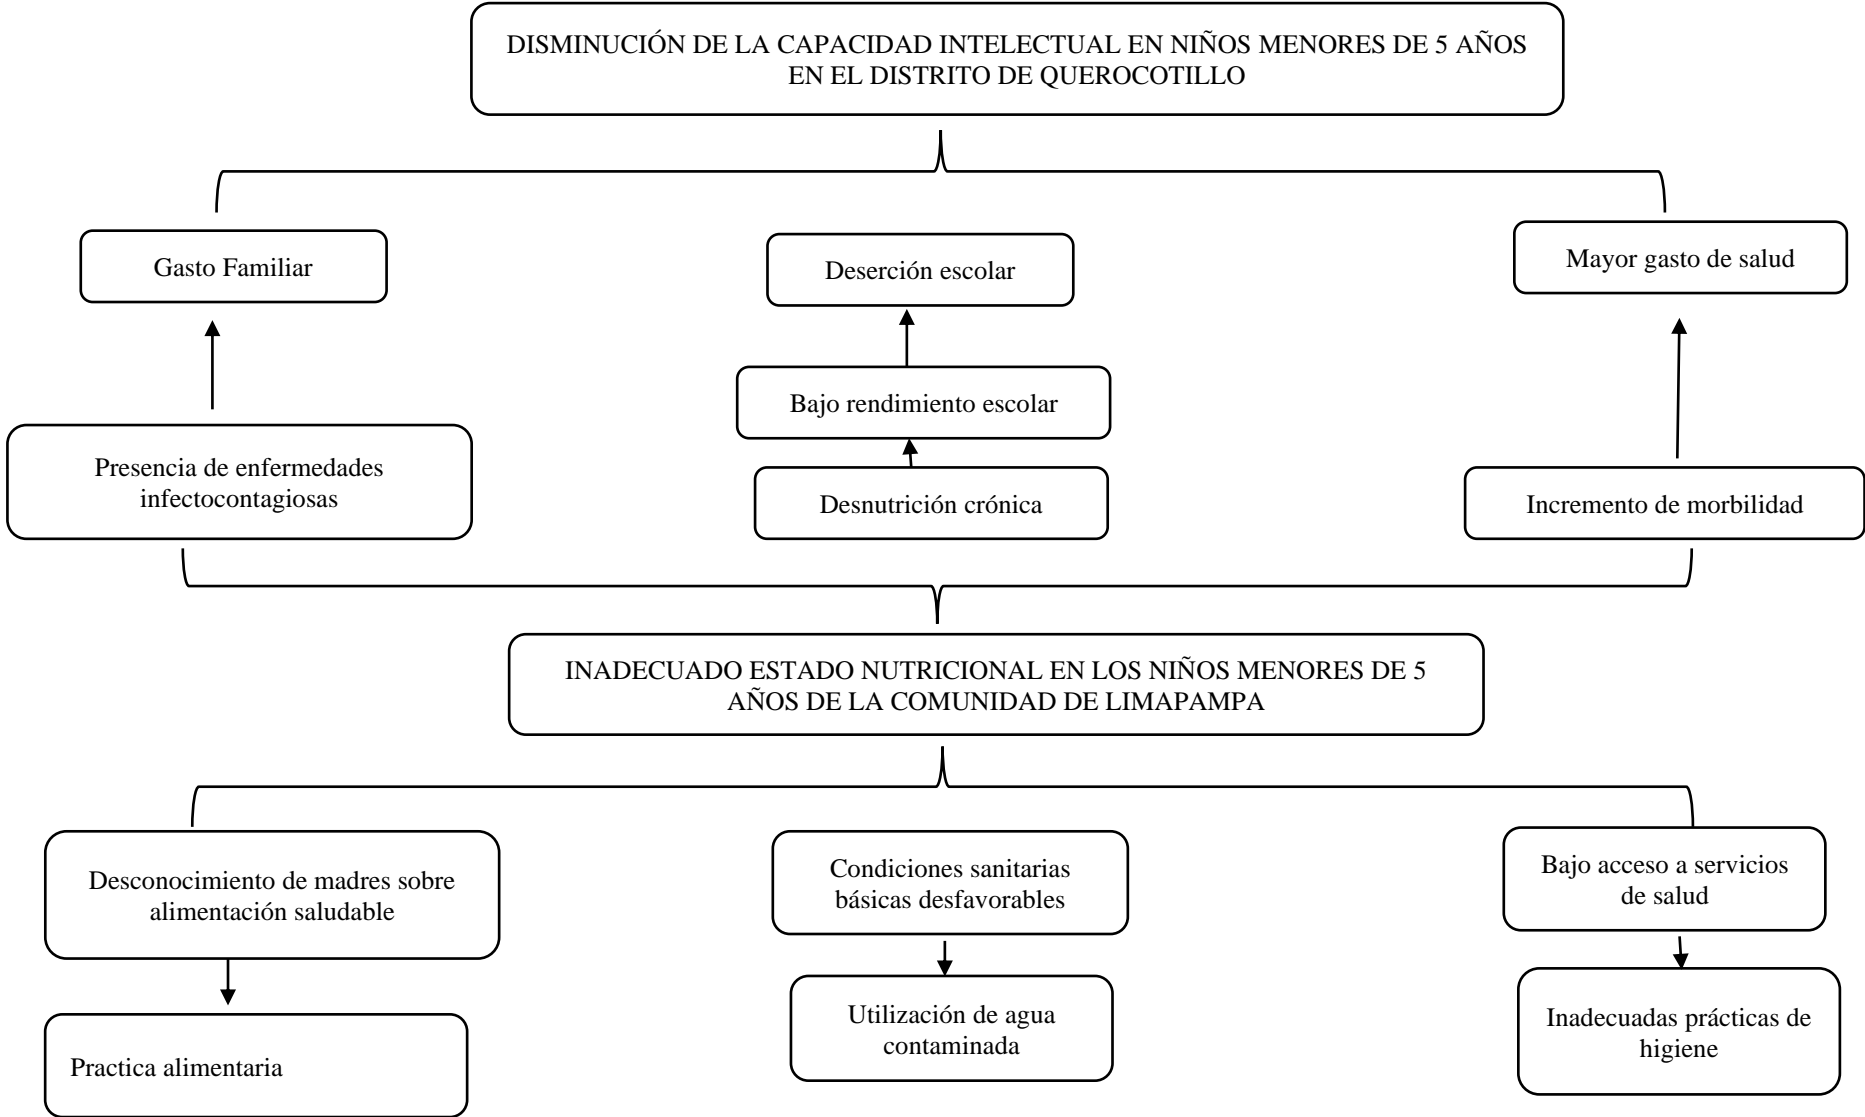 DISMINUCIÓN DE LA CAPACIDAD INTELECTUAL EN NIÑOS MENORES DE 5 AÑOS
EN EL DISTRITO DE QUEROCOTILLO
Gasto Familiar
Deserción escolar
Mayor gasto de salud
Bajo rendimiento escolar
Presencia de enfermedades
infectocontagiosas
Desnutrición crónica
Incremento de morbilidad
INADECUADO ESTADO NUTRICIONAL EN LOS NIÑOS MENORES DE 5
AÑOS DE LA COMUNIDAD DE LIMAPAMPA
Desconocimiento de madres sobre
alimentación saludable
Condiciones sanitarias
básicas desfavorables
Bajo acceso a servicios
de salud
Practica alimentaria
Utilización de agua
contaminada
Inadecuadas prácticas de
higiene